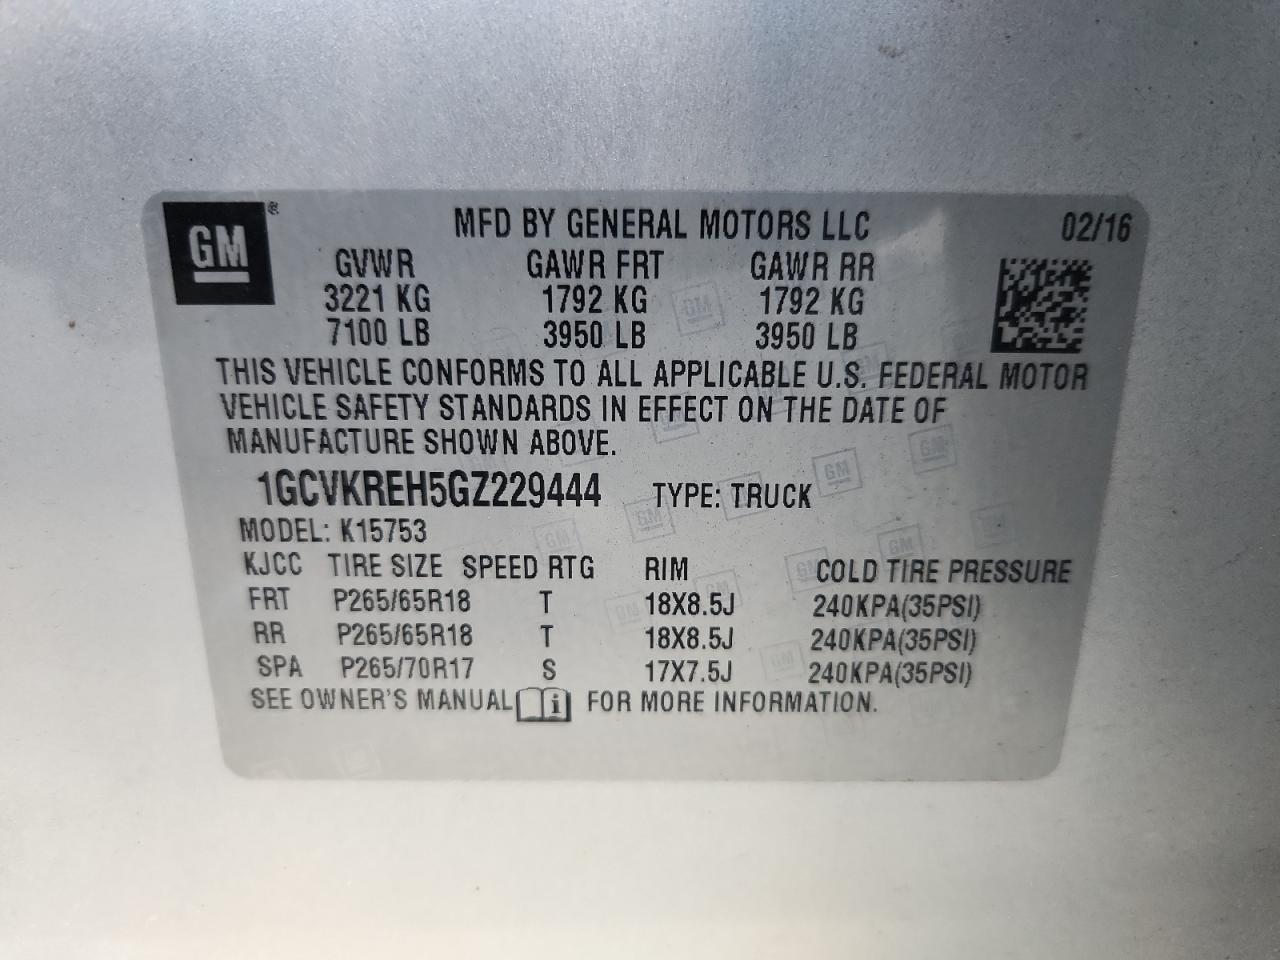 GM®
MFD BY GENERAL MOTORS LLC 02/16
GVWR GAWR FRT GAWR RR
3221 KG 1792 KG 1792 KG
7100 LB 3950 LB 3950 LB
THIS VEHICLE CONFORMS TO ALL APPLICABLE U.S. FEDERAL MOTOR
VEHICLE SAFETY STANDARDS IN EFFECT ON THE DATE OF
MANUFACTURE SHOWN ABOVE.
1GCVKREH5GZ229444 TYPE: TRUCK
MODEL: K15753
KJCC TIRE SIZE SPEED RTG RIM COLD TIRE PRESSURE
FRT P265/65R18 T 18X8.5J 240KPA(35PSI)
RR P265/65R18 T 18X8.5J 240KPA(35PSI)
SPA P265/70R17 S 17X7.5J 240KPA(35PSI)
SEE OWNER'S MANUAL i FOR MORE INFORMATION.